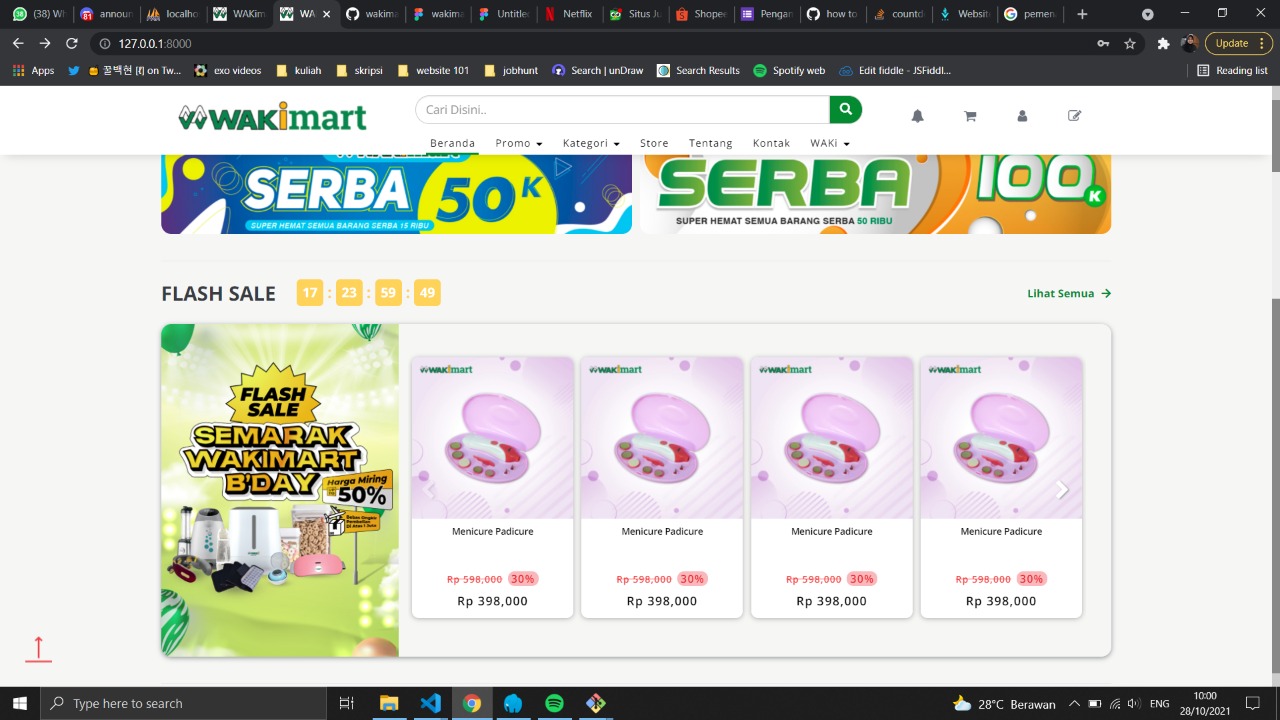 (38) Wh
announ
localho
WAKim
WA
wakima
wakima
Untitle
Netflix
Situs Ju
Shopee
Pengar
how to
countd
Website
pemen
127.0.0.1:8000
Update
Apps
꿀백현 [ft] on Tw...
exo videos
kuliah
skripsi
website 101
jobhunt
Search | unDraw
Search Results
Spotify web
Edit fiddle - JSFiddl...
Reading list
WAKimart
Cari Disini..
Beranda
Promo
Kategori
Store
Tentang
Kontak
WAKi
SERBA 50K
SUPER HEMAT SEMUA BARANG SERBA 15 RIBU
SERBA 100K
SUPER HEMAT SEMUA BARANG SERBA 50 RIBU
FLASH SALE
17 : 23 : 59 : 49
Lihat Semua
FLASH
SALE
SEMARAK
WAKIMART
B'DAY
Harga Miring
50%
WAKimart
WAKimart
WAKimart
WAKimart
Menicure Padicure
Menicure Padicure
Menicure Padicure
Menicure Padicure
Rp 598,000 30%
Rp 598,000 30%
Rp 598,000 30%
Rp 598,000 30%
Rp 398,000
Rp 398,000
Rp 398,000
Rp 398,000
Type here to search
28°C Berawan
ENG
10:00
28/10/2021